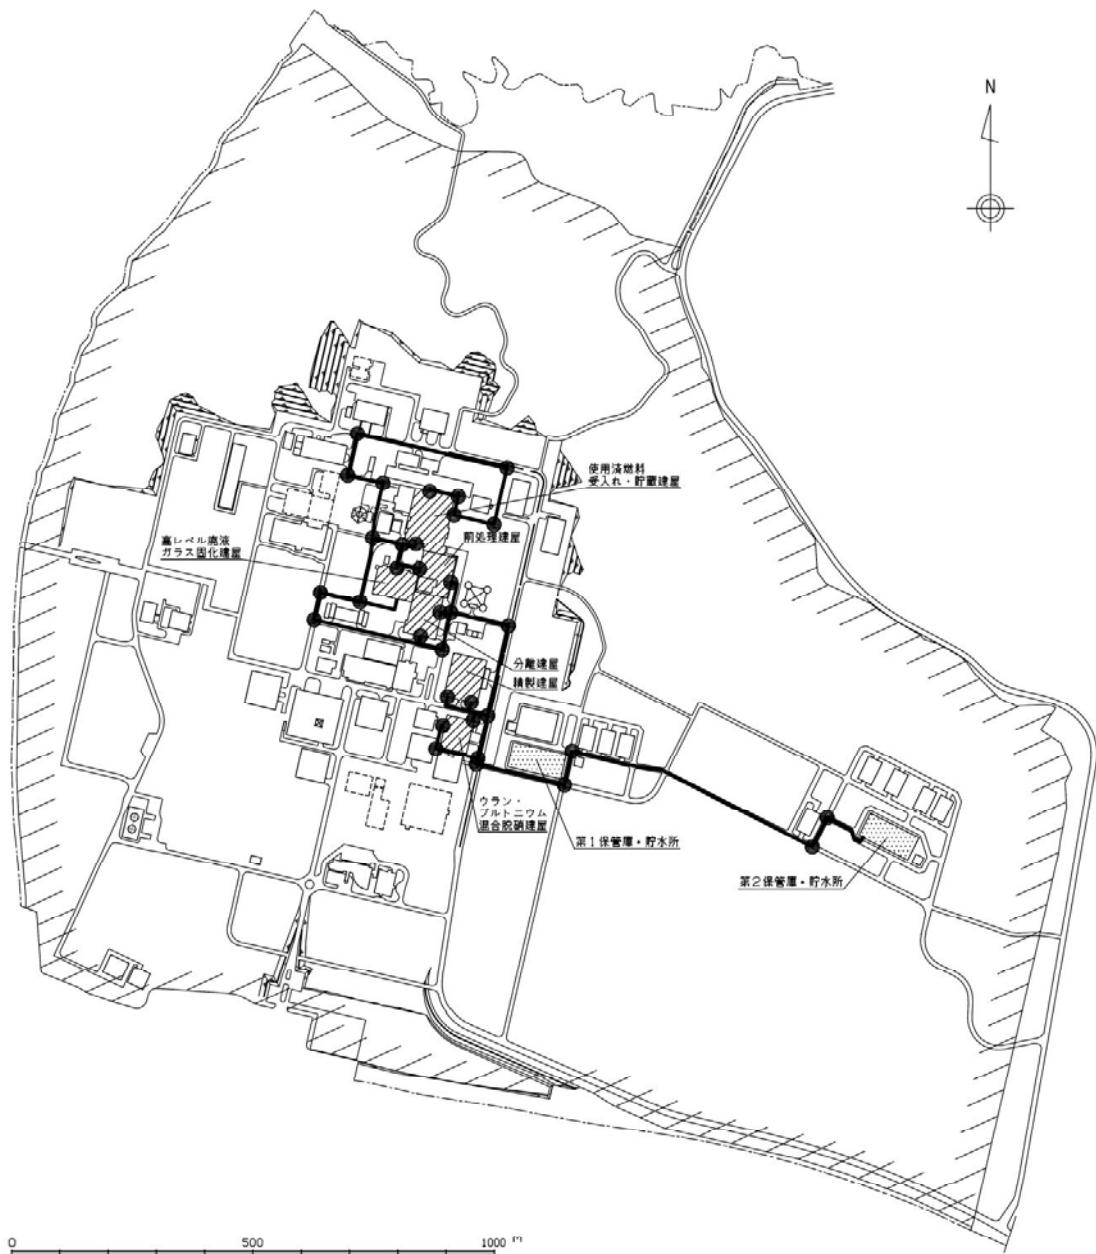 N
使用済燃料
受入れ・貯蔵建屋
前処理建屋
高レベル廃液
ガラス固化建屋
分離建屋
精製建屋
ウラン・
プルトニウム
混合脱硝建屋
第1保管庫・貯水所
第2保管庫・貯水所
0 500 1000 m